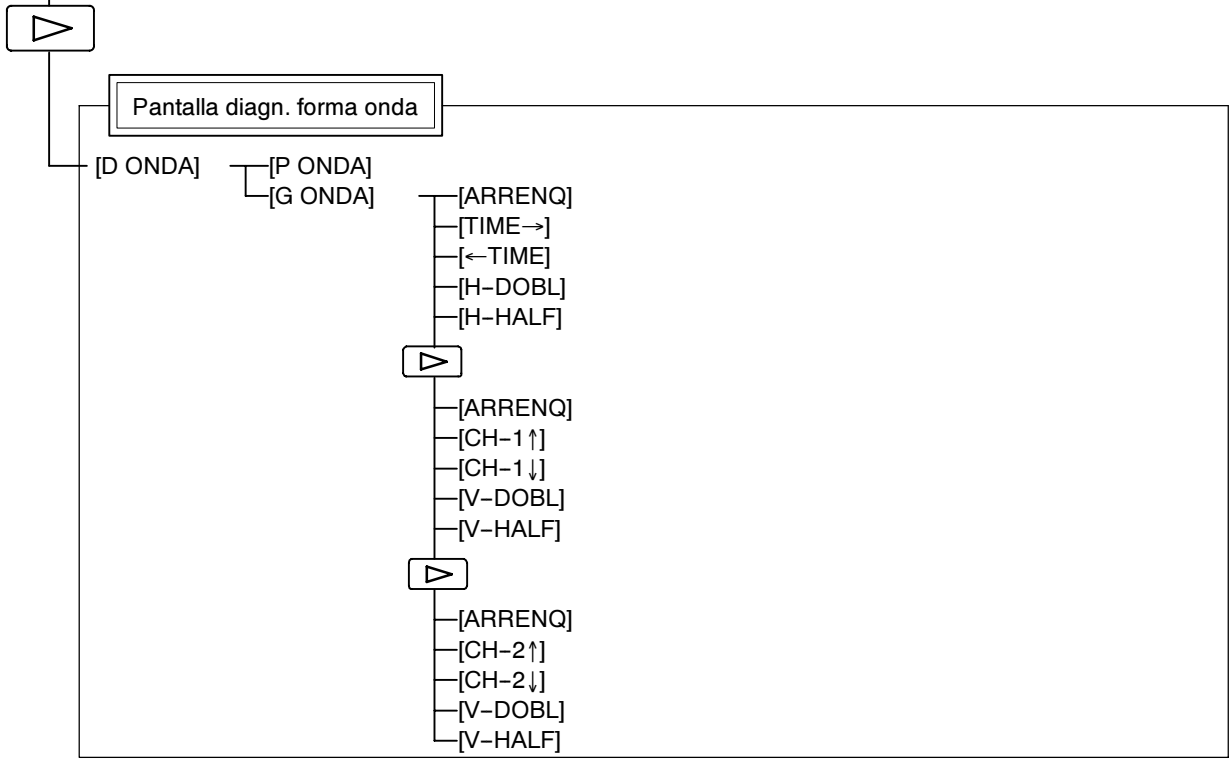 Pantalla diagn. forma onda
[D ONDA] [P ONDA]
[G ONDA] [ARRENQ]
[TIME→]
[←TIME]
[H-DOBL]
[H-HALF]
[ARRENQ]
[CH-1↑]
[CH-1↓]
[V-DOBL]
[V-HALF]
[ARRENQ]
[CH-2↑]
[CH-2↓]
[V-DOBL]
[V-HALF]